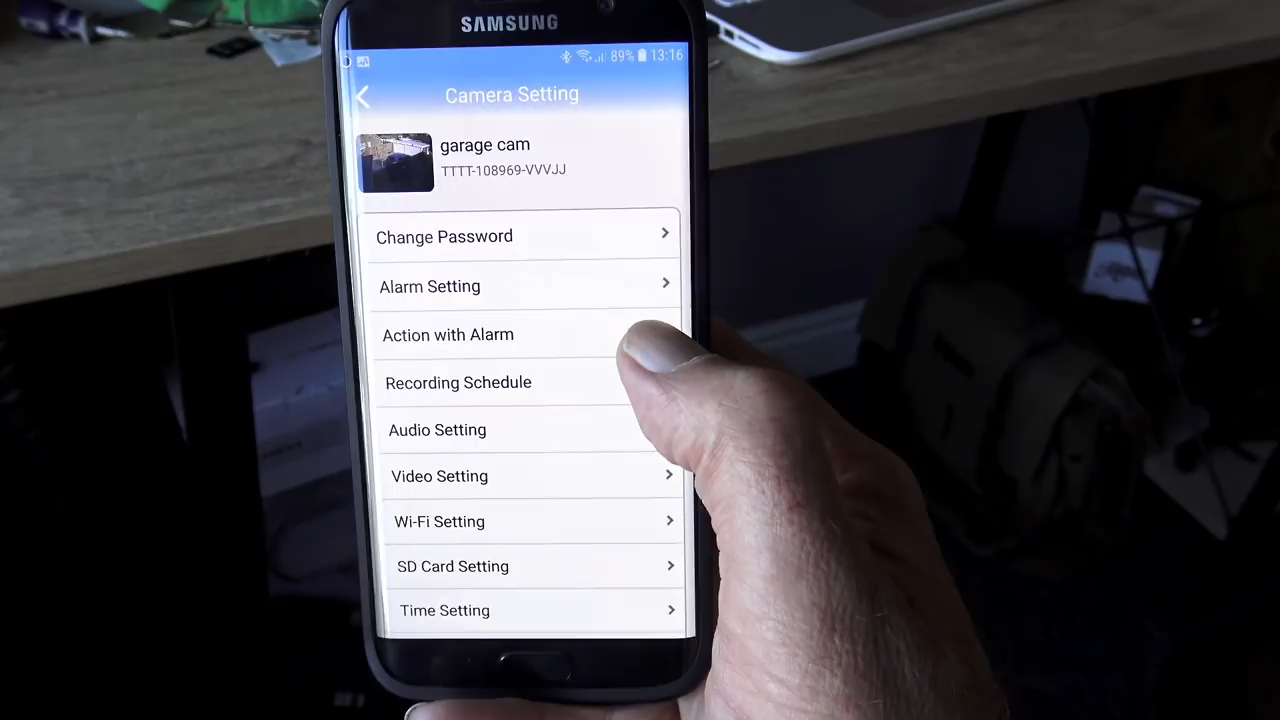 SAMSUNG
89% 13:16
Camera Setting
garage cam
TTTT-108969-VVVJJ
Change Password
Alarm Setting
Action with Alarm
Recording Schedule
Audio Setting
Video Setting
Wi-Fi Setting
SD Card Setting
Time Setting